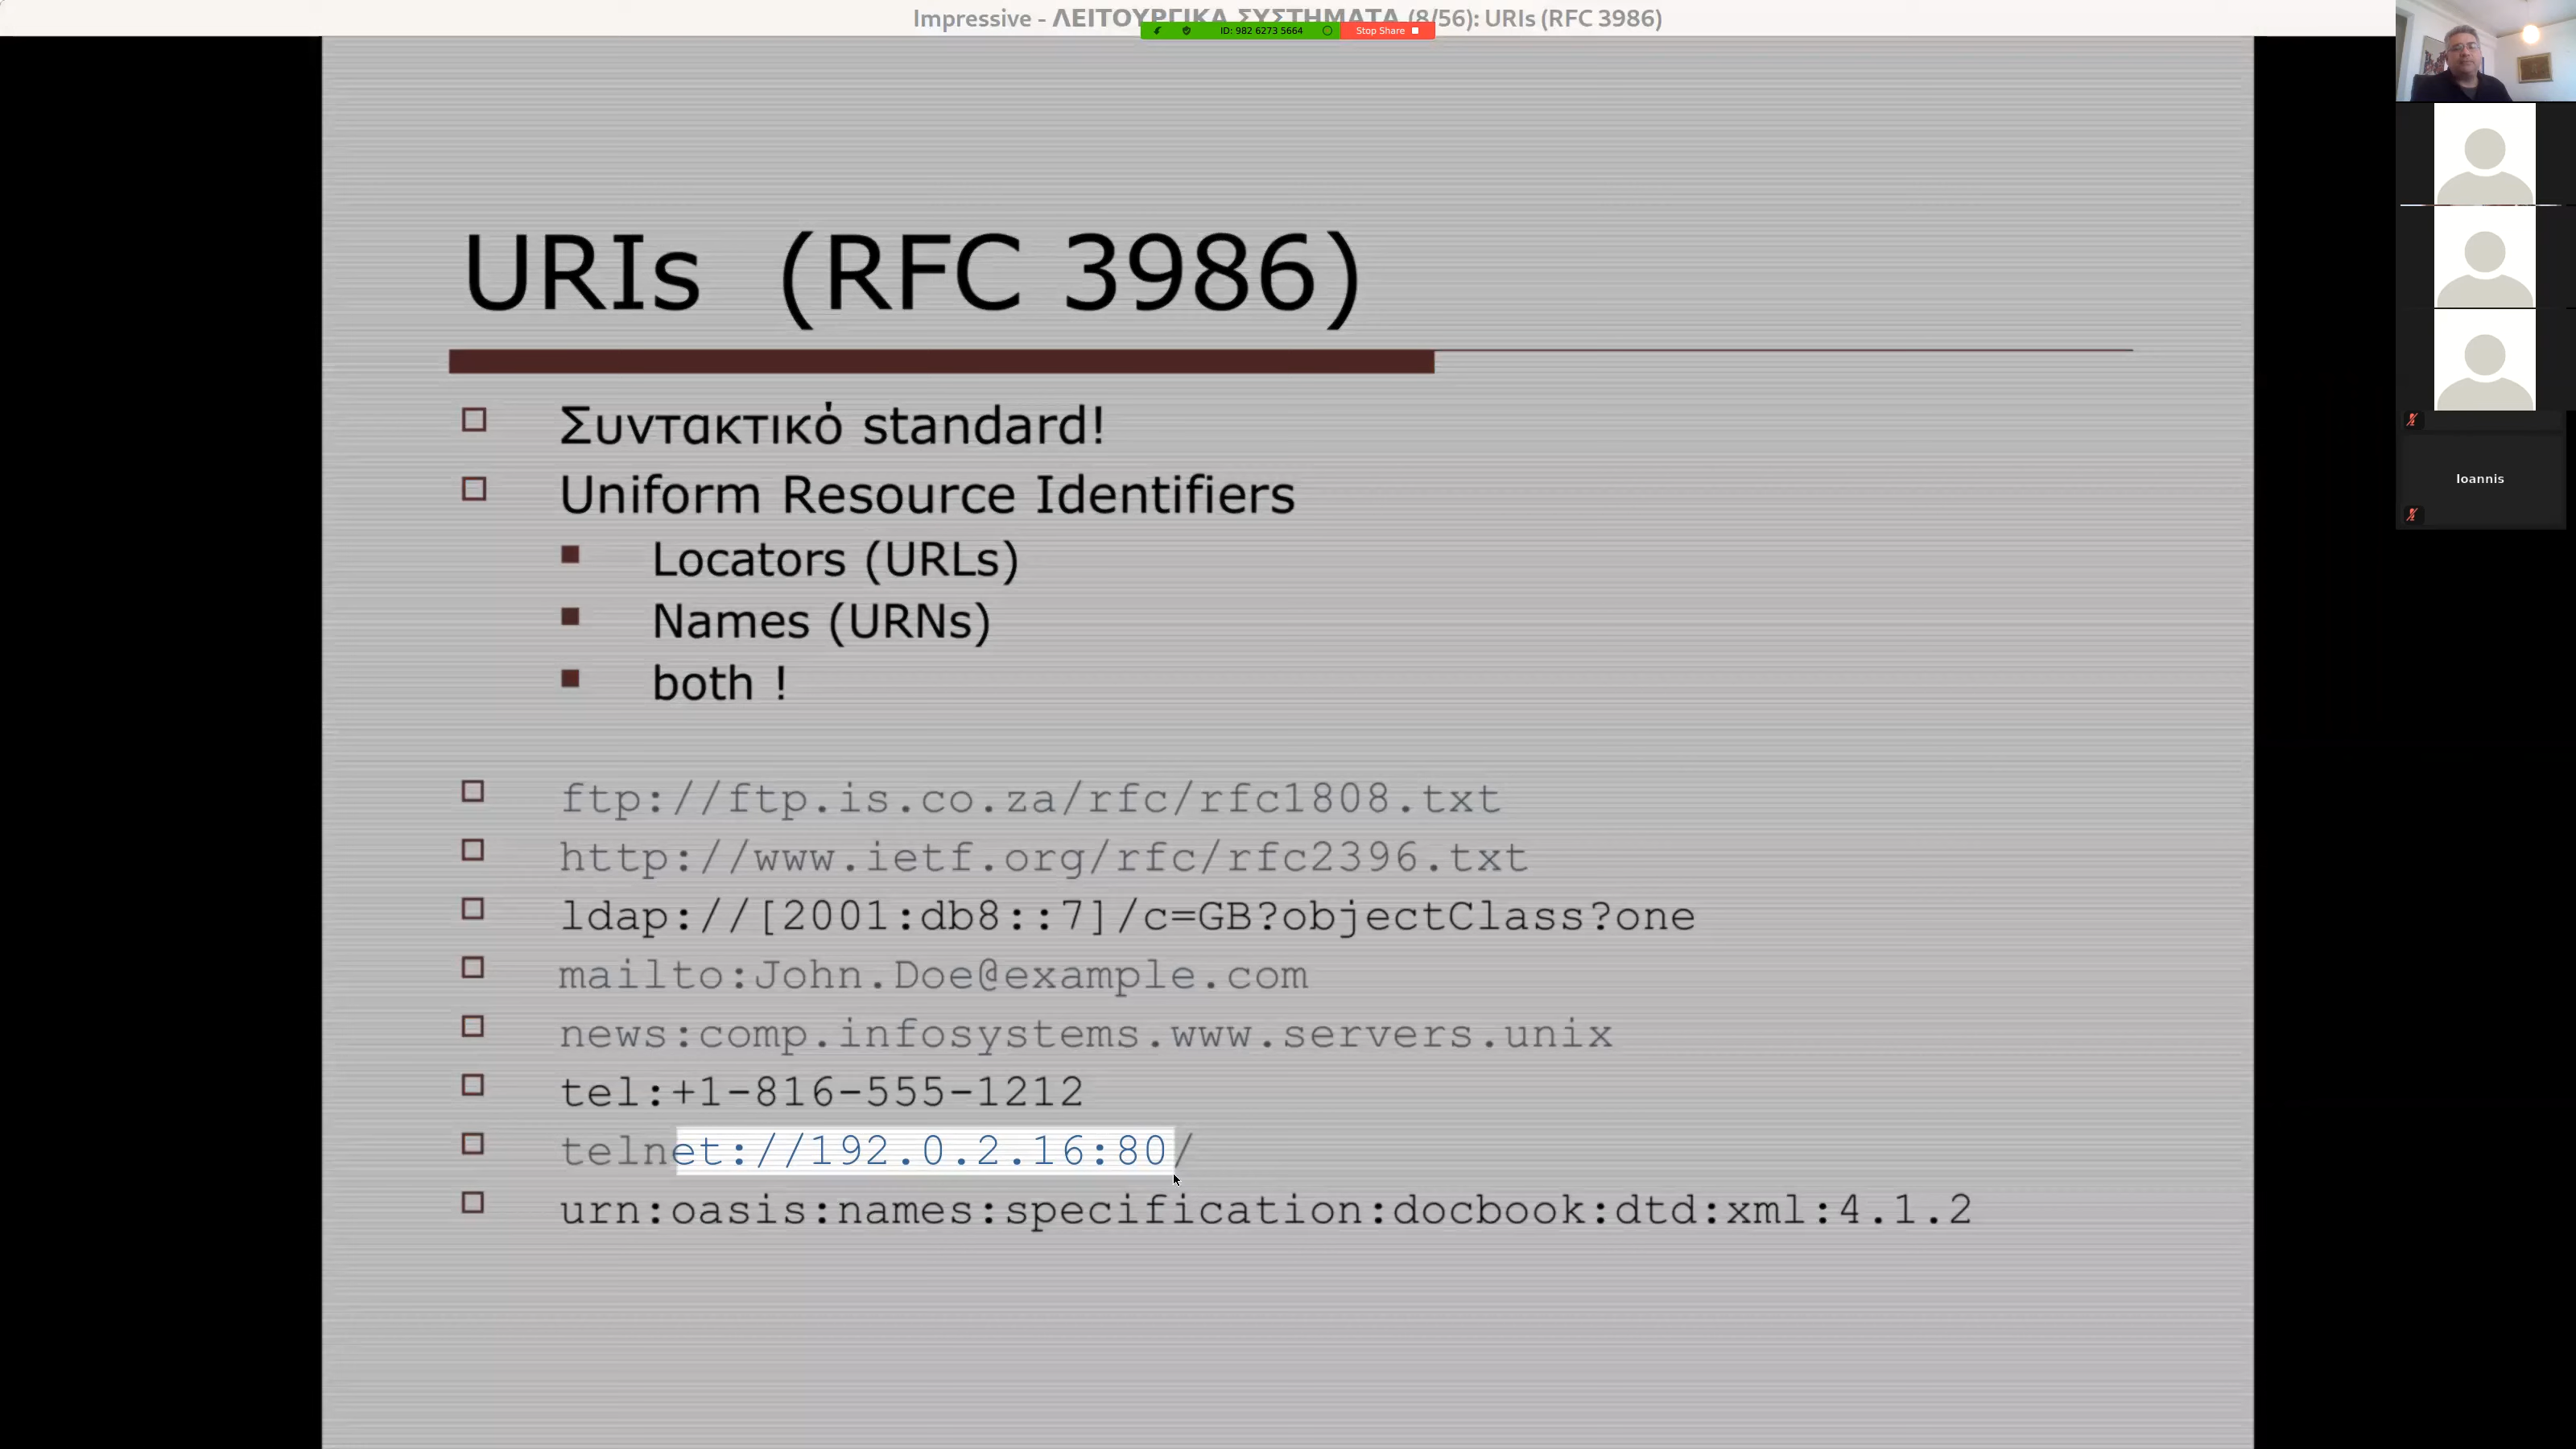 Impressive - ΛΕΙΤΟΥΡΓΙΚΑ ΣΥΣΤΗΜΑΤΑ (8/56): URIs (RFC 3986)
ID: 982 6273 5664
Stop Share
URIs (RFC 3986)
Συντακτικό standard!
Uniform Resource Identifiers
Locators (URLs)
Names (URNs)
both !
ftp://ftp.is.co.za/rfc/rfc1808.txt
http://www.ietf.org/rfc/rfc2396.txt
ldap://[2001:db8::7]/c=GB?objectClass?one
mailto:John.Doe@example.com
news:comp.infosystems.www.servers.unix
tel:+1-816-555-1212
telnet://192.0.2.16:80/
urn:oasis:names:specification:docbook:dtd:xml:4.1.2
Ioannis